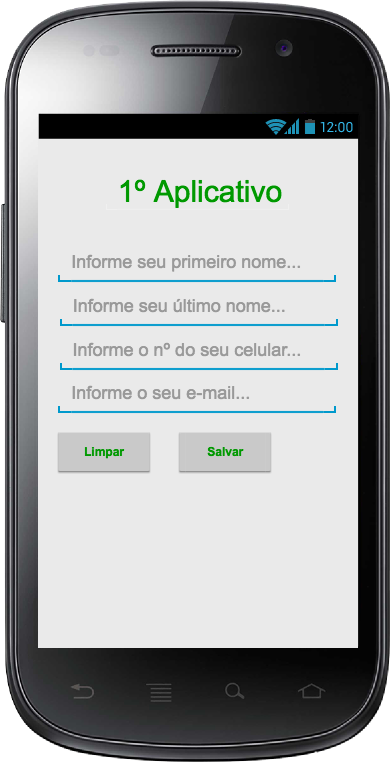 12:00
1º Aplicativo
Informe seu primeiro nome...
Informe seu último nome...
Informe o nº do seu celular...
Informe o seu e-mail...
Limpar Salvar